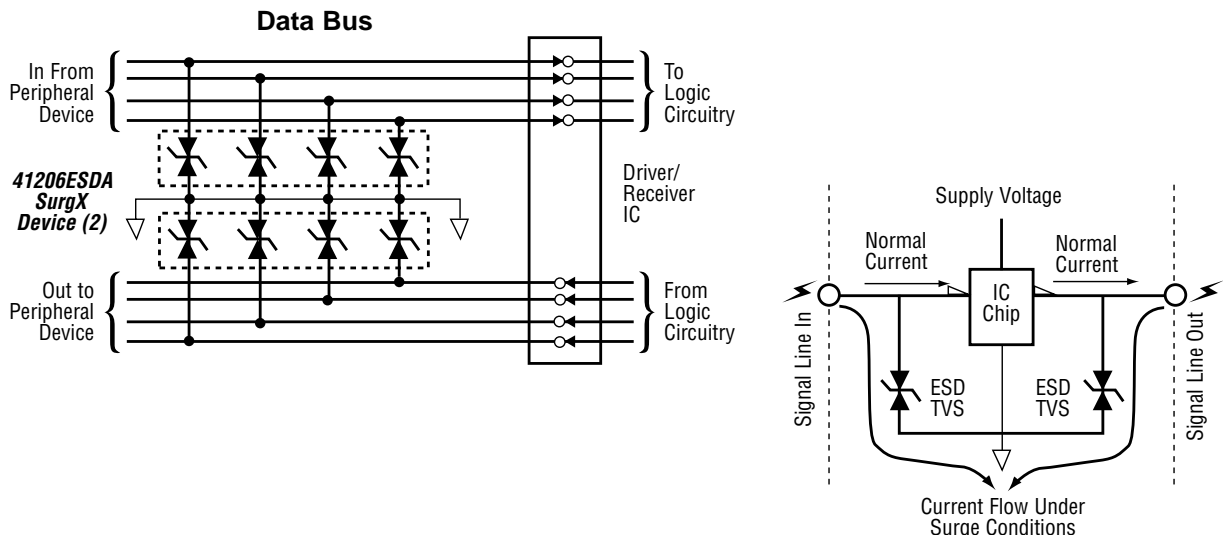 Data Bus
In From
Peripheral
Device
To
Logic
Circuitry
41206ESDA
SurgX
Device (2)
Driver/
Receiver
IC
Out to
Peripheral
Device
From
Logic
Circuitry
Supply Voltage
Normal
Current
Normal
Current
IC
Chip
Signal Line In
ESD
TVS
ESD
TVS
Signal Line Out
Current Flow Under
Surge Conditions